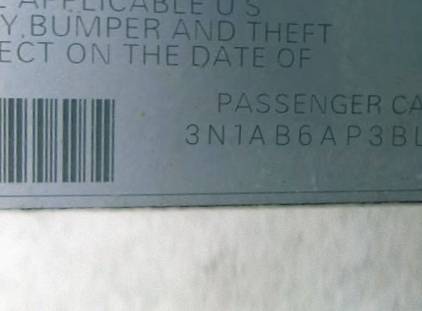 APPLICABLE U S
Y, BUMPER AND THEFT
ECT ON THE DATE OF
PASSENGER CA
3N1AB6AP3BL